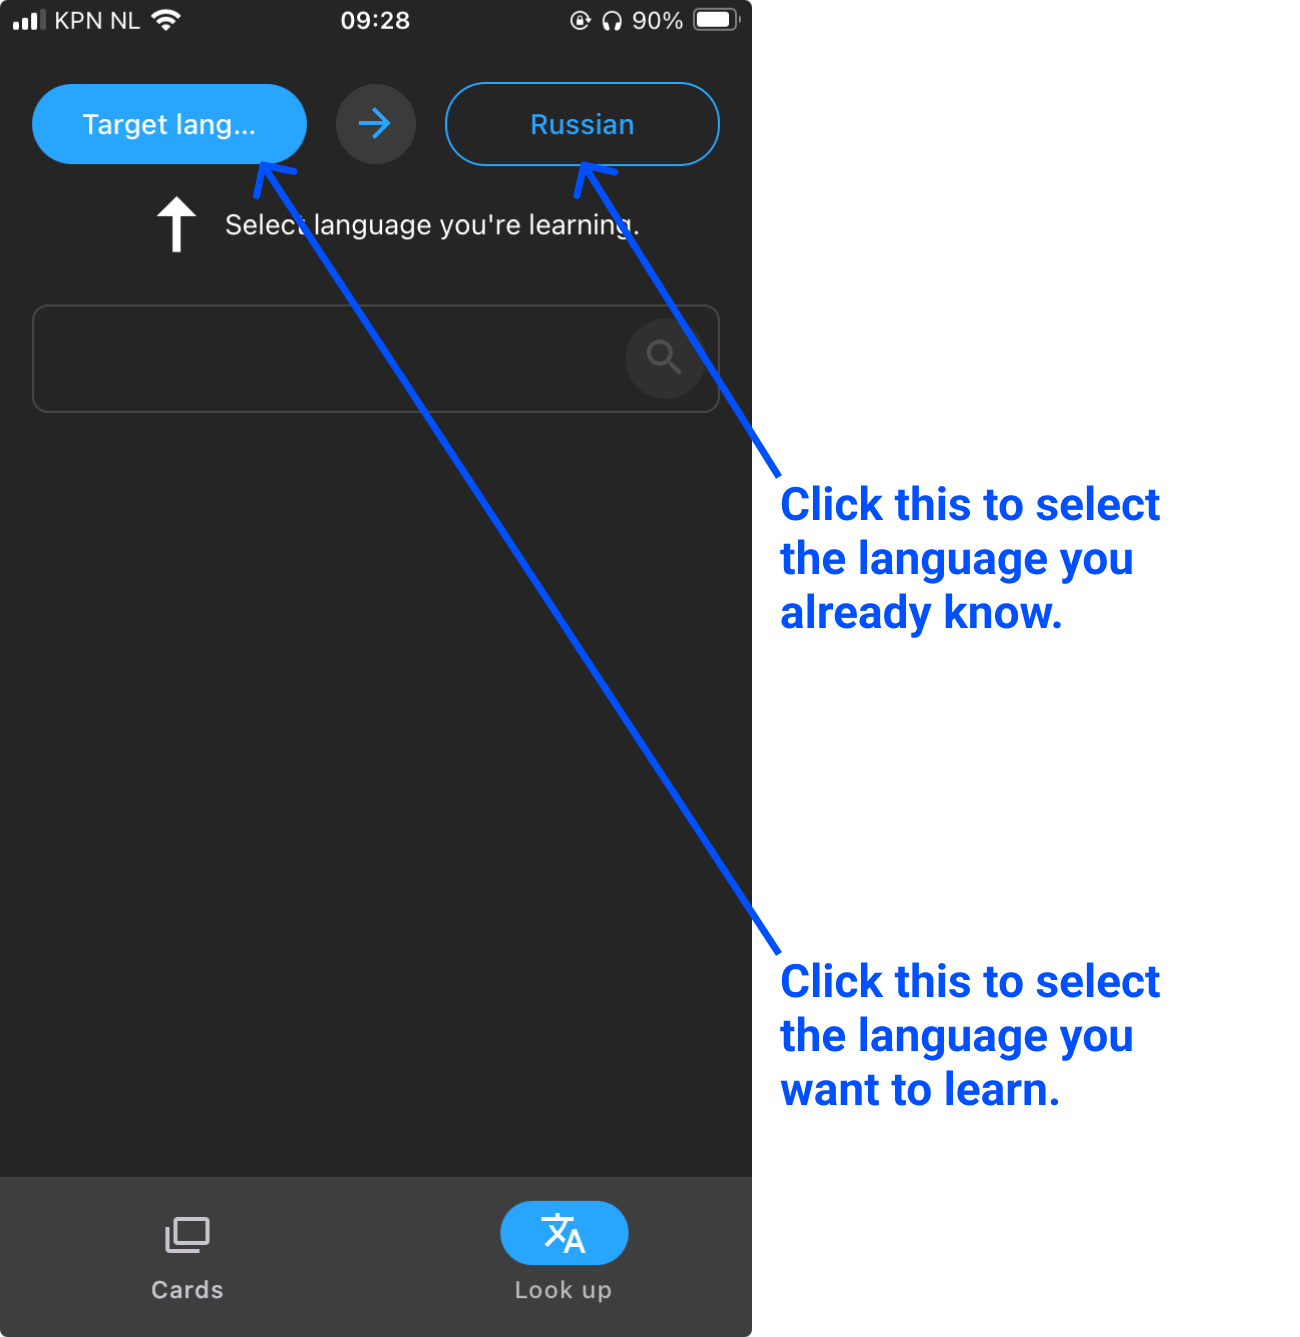 KPN NL 09:28 90%
Target lang... Russian
Select language you're learning.
Click this to select
the language you
already know.
Click this to select
the language you
want to learn.
Cards Look up